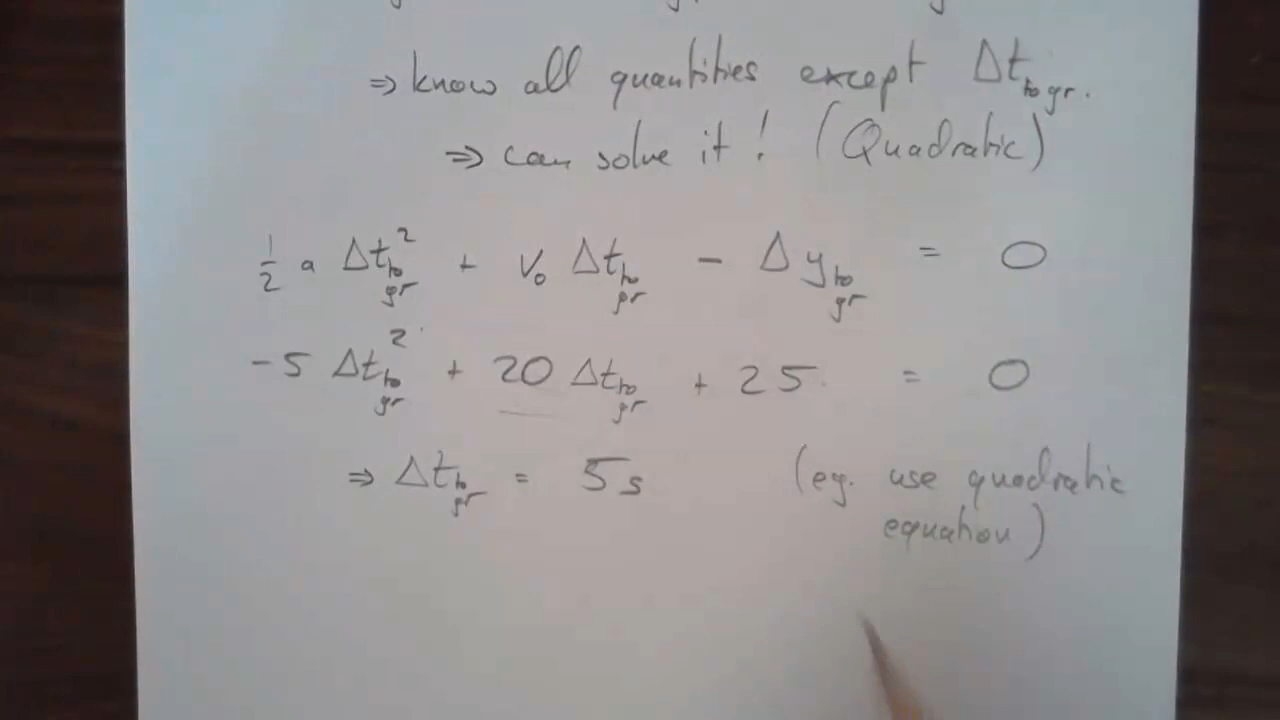 ⇒ know all quantities except Δt to gr.
⇒ can solve it! (Quadratic)
½ a Δt to gr ² + V₀ Δt to gr − Δy to gr = 0
-5 Δt to gr ² + 20 Δt to gr + 25 = 0
⇒ Δt to gr = 5s (eg. use quadratic
equation)